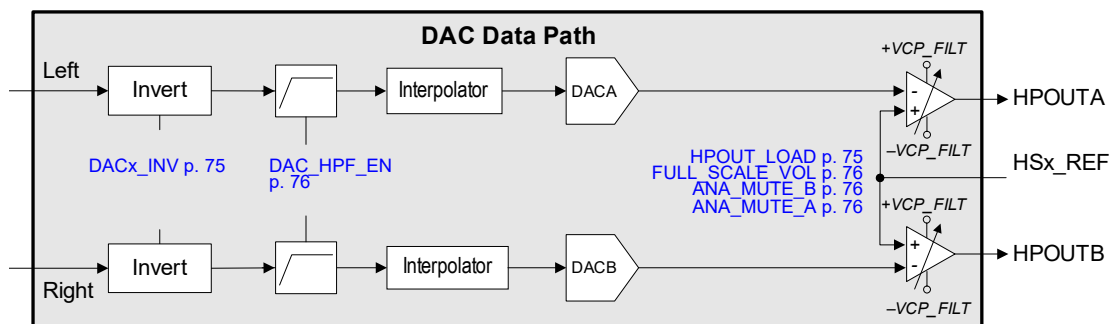 DAC Data Path
+VCP_FILT
Left
Invert
Interpolator
DACA
-
+
HPOUTA
–VCP_FILT
DACx_INV p. 75
DAC_HPF_EN
p. 76
HPOUT_LOAD p. 75
FULL_SCALE_VOL p. 76
ANA_MUTE_B p. 76
ANA_MUTE_A p. 76
HSx_REF
+VCP_FILT
Right
Invert
Interpolator
DACB
+
-
HPOUTB
–VCP_FILT